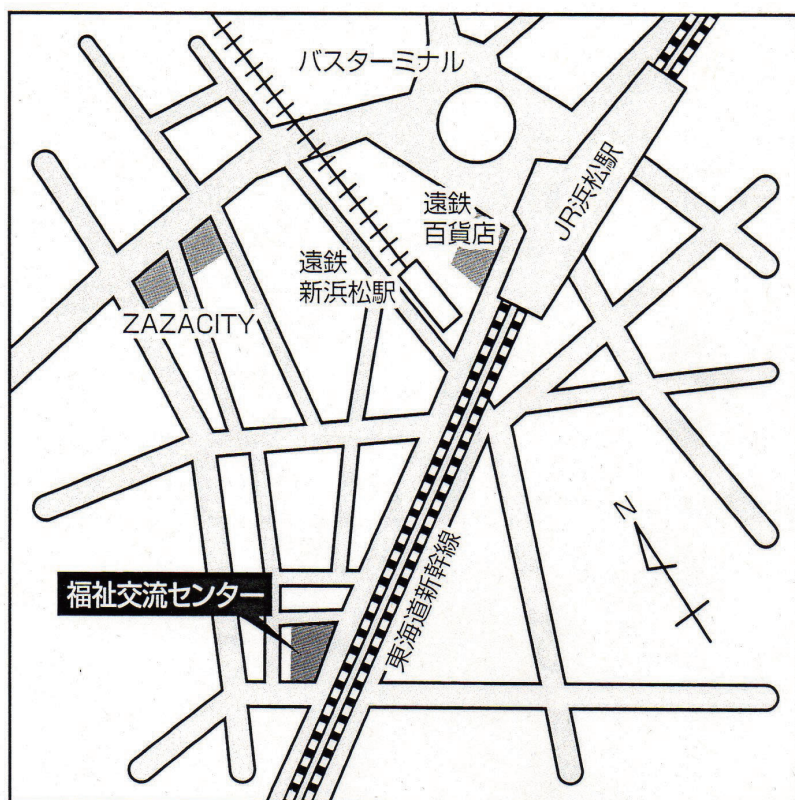 バスターミナル
JR浜松駅
遠鉄
百貨店
遠鉄
新浜松駅
ZAZACITY
N
福祉交流センター
東海道新幹線